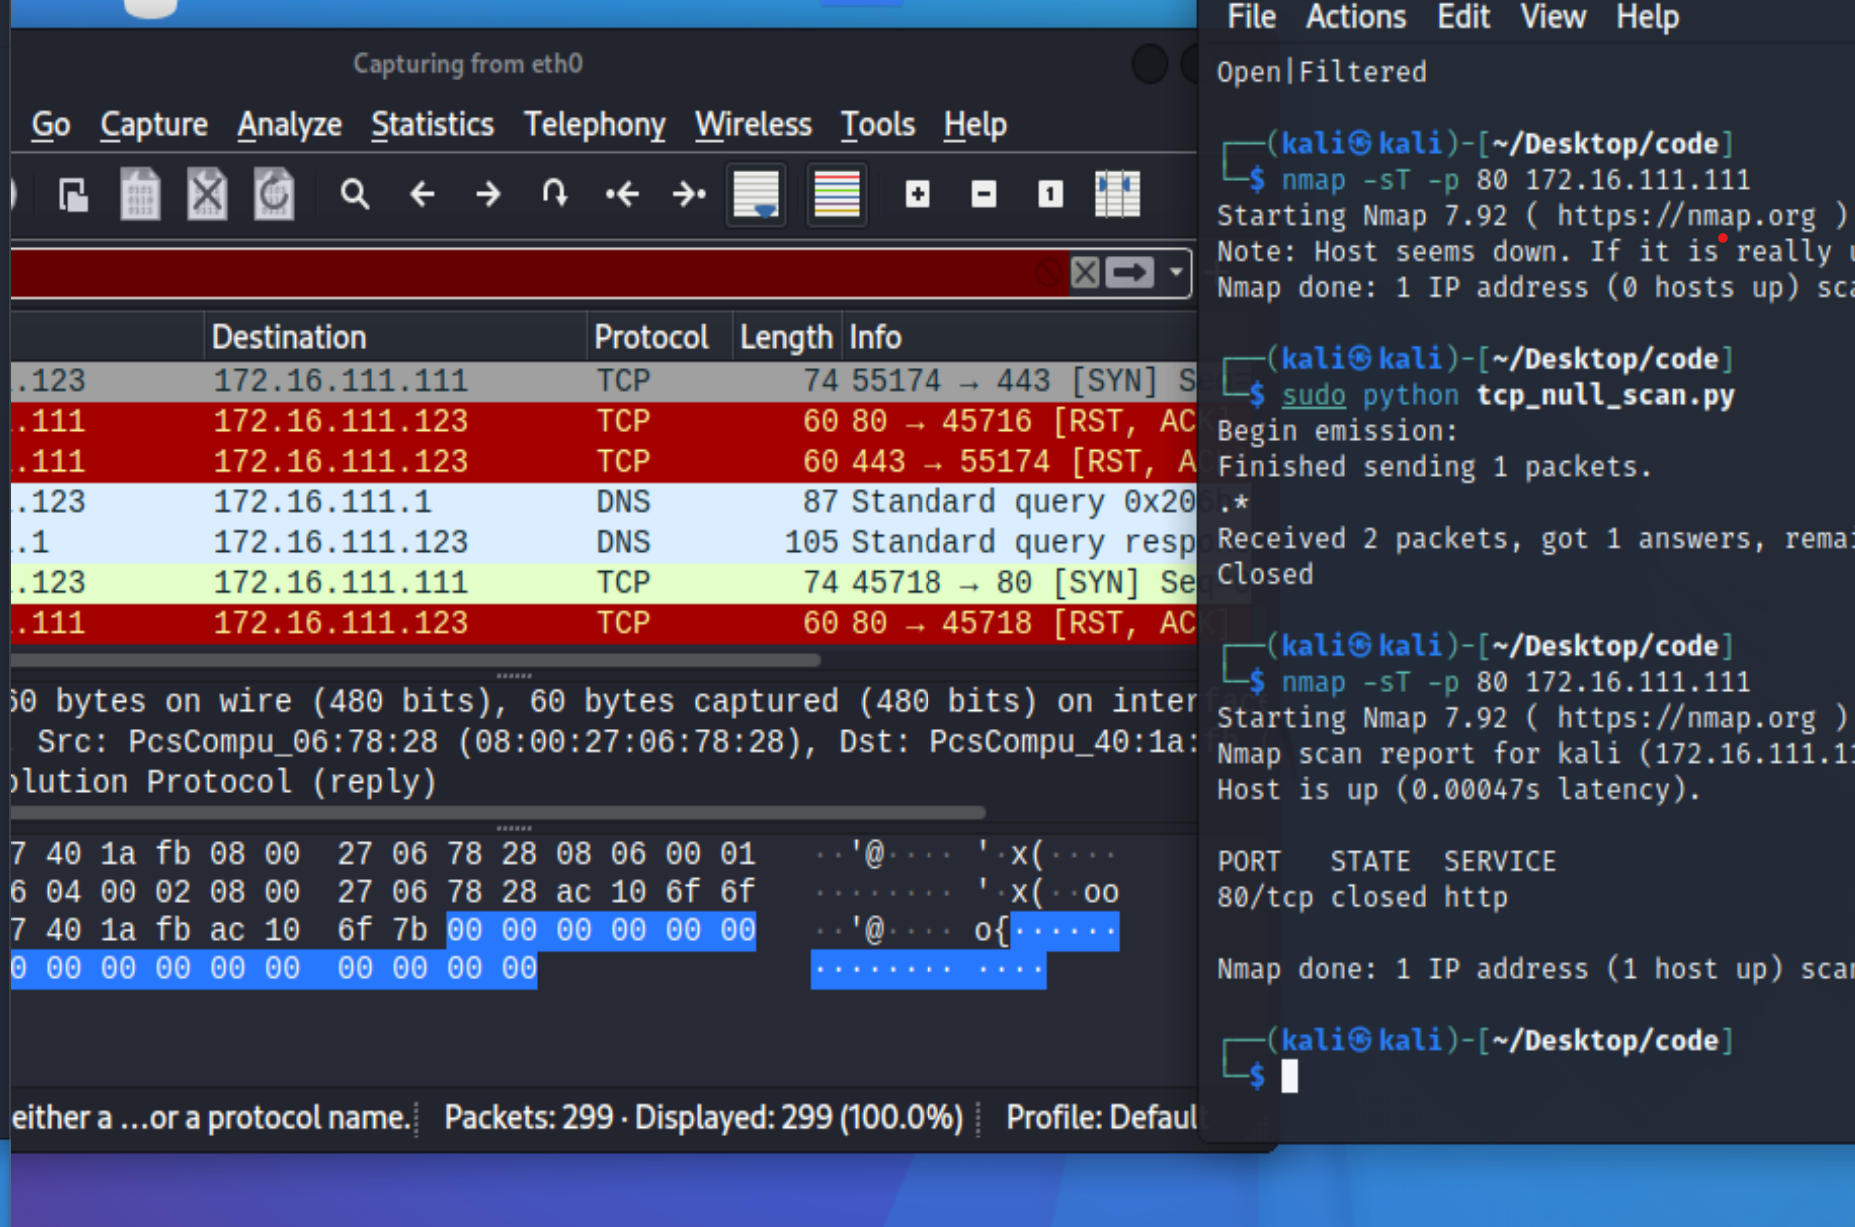 Capturing from eth0
Go Capture Analyze Statistics Telephony Wireless Tools Help
Destination Protocol Length Info
.123 172.16.111.111 TCP 74 55174 → 443 [SYN]
.111 172.16.111.123 TCP 60 80 → 45716 [RST, ACK
.111 172.16.111.123 TCP 60 443 → 55174 [RST, A
.123 172.16.111.1 DNS 87 Standard query 0x206
.1 172.16.111.123 DNS 105 Standard query resp
.123 172.16.111.111 TCP 74 45718 → 80 [SYN] Seq
.111 172.16.111.123 TCP 60 80 → 45718 [RST, ACK]
60 bytes on wire (480 bits), 60 bytes captured (480 bits) on interfac
Src: PcsCompu_06:78:28 (08:00:27:06:78:28), Dst: PcsCompu_40:1a:fb (
olution Protocol (reply)
7 40 1a fb 08 00 27 06 78 28 08 06 00 01 ··'@···· '·x(····
6 04 00 02 08 00 27 06 78 28 ac 10 6f 6f ········ '·x(··oo
7 40 1a fb ac 10 6f 7b 00 00 00 00 00 00 ··'@···· o{······
0 00 00 00 00 00 00 00 00 00 ········ ····
either a …or a protocol name. Packets: 299 · Displayed: 299 (100.0%) Profile: Default
File Actions Edit View Help
Open|Filtered
┌──(kali㉿kali)-[~/Desktop/code]
└─$ nmap -sT -p 80 172.16.111.111
Starting Nmap 7.92 ( https://nmap.org )
Note: Host seems down. If it is really
Nmap done: 1 IP address (0 hosts up) sca
┌──(kali㉿kali)-[~/Desktop/code]
└─$ sudo python tcp_null_scan.py
Begin emission:
Finished sending 1 packets.
.*
Received 2 packets, got 1 answers, remai
Closed
┌──(kali㉿kali)-[~/Desktop/code]
└─$ nmap -sT -p 80 172.16.111.111
Starting Nmap 7.92 ( https://nmap.org )
Nmap scan report for kali (172.16.111.11
Host is up (0.00047s latency).
PORT STATE SERVICE
80/tcp closed http
Nmap done: 1 IP address (1 host up) scan
┌──(kali㉿kali)-[~/Desktop/code]
└─$